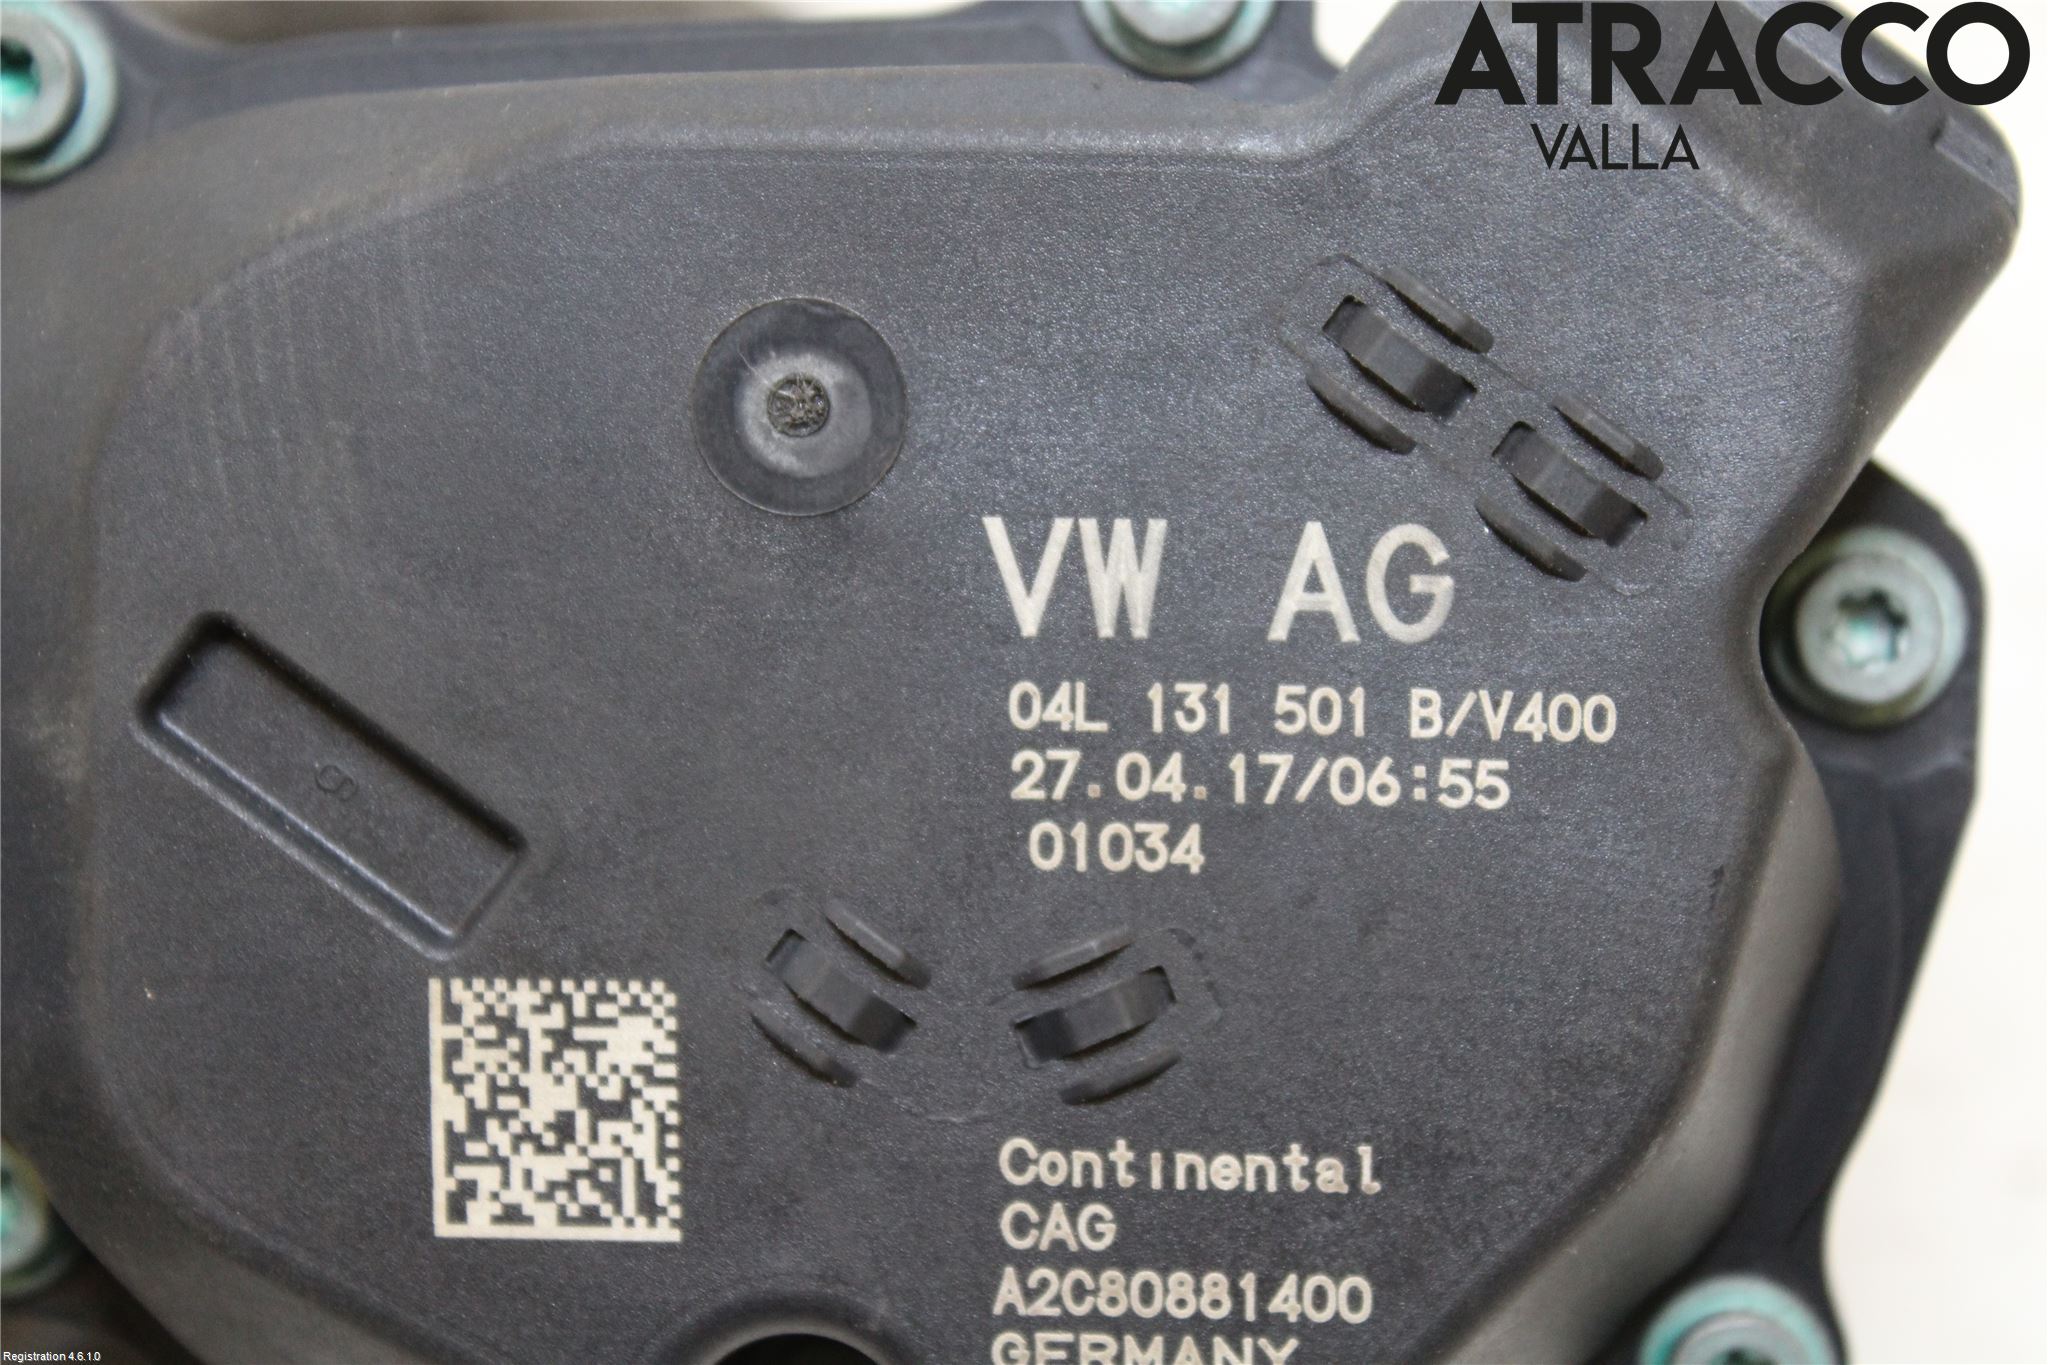 ATRACCO
VALLA
VW AG
04L 131 501 B/V400
27.04.17/06:55
01034
Continental
CAG
A2C80881400
GERMANY
Registration 4.6.1.0